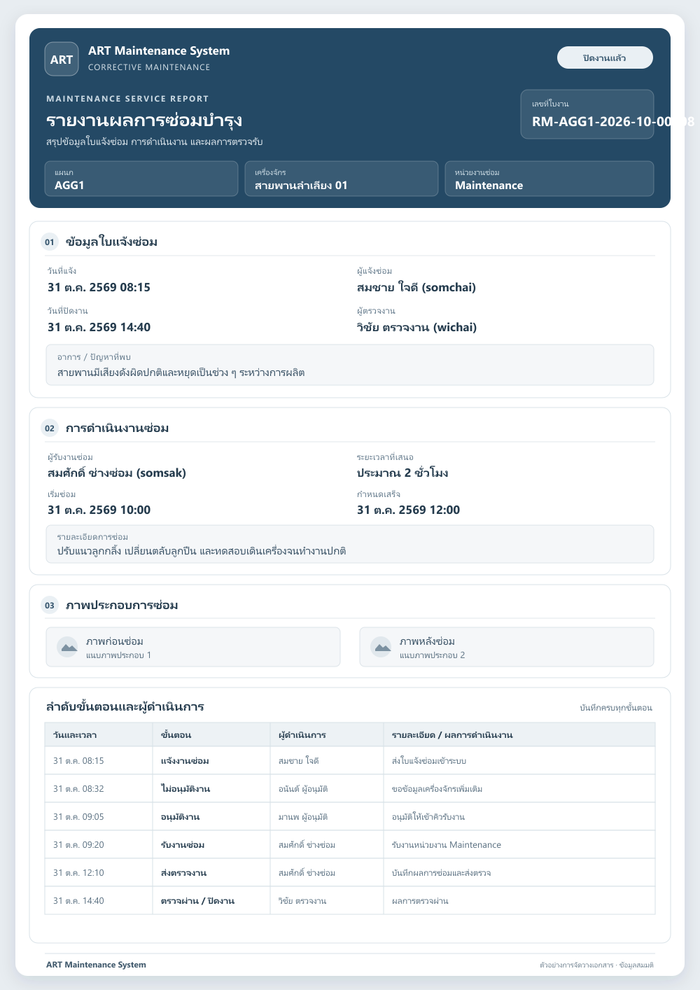 ART
ART Maintenance System
CORRECTIVE MAINTENANCE
ปิดงานแล้ว
MAINTENANCE SERVICE REPORT
รายงานผลการซ่อมบำรุง
สรุปข้อมูลใบแจ้งซ่อม การดำเนินงาน และผลการตรวจรับ
เลขที่ใบงาน
RM-AGG1-2026-10-00
แผนก
AGG1
เครื่องจักร
สายพานลำเลียง 01
หน่วยงานซ่อม
Maintenance
01 ข้อมูลใบแจ้งซ่อม
วันที่แจ้ง
31 ต.ค. 2569 08:15
ผู้แจ้งซ่อม
สมชาย ใจดี (somchai)
วันที่ปิดงาน
31 ต.ค. 2569 14:40
ผู้ตรวจงาน
วิชัย ตรวจงาน (wichai)
อาการ / ปัญหาที่พบ
สายพานมีเสียงดังผิดปกติและหยุดเป็นช่วง ๆ ระหว่างการผลิต
02 การดำเนินงานซ่อม
ผู้รับงานซ่อม
สมศักดิ์ ช่างซ่อม (somsak)
ระยะเวลาที่เสนอ
ประมาณ 2 ชั่วโมง
เริ่มซ่อม
31 ต.ค. 2569 10:00
กำหนดเสร็จ
31 ต.ค. 2569 12:00
รายละเอียดการซ่อม
ปรับแนวลูกกลิ้ง เปลี่ยนตลับลูกปืน และทดสอบเดินเครื่องจนทำงานปกติ
03 ภาพประกอบการซ่อม
ภาพก่อนซ่อม
แนบภาพประกอบ 1
ภาพหลังซ่อม
แนบภาพประกอบ 2
ลำดับขั้นตอนและผู้ดำเนินการ
บันทึกครบทุกขั้นตอน
วันและเวลา ขั้นตอน ผู้ดำเนินการ รายละเอียด / ผลการดำเนินงาน
31 ต.ค. 08:15 แจ้งงานซ่อม สมชาย ใจดี ส่งใบแจ้งซ่อมเข้าระบบ
31 ต.ค. 08:32 ไม่อนุมัติงาน อนันต์ ผู้อนุมัติ ขอข้อมูลเครื่องจักรเพิ่มเติม
31 ต.ค. 09:05 อนุมัติงาน มานพ ผู้อนุมัติ อนุมัติให้เข้าคิวรับงาน
31 ต.ค. 09:20 รับงานซ่อม สมศักดิ์ ช่างซ่อม รับงานหน่วยงาน Maintenance
31 ต.ค. 12:10 ส่งตรวจงาน สมศักดิ์ ช่างซ่อม บันทึกผลการซ่อมและส่งตรวจ
31 ต.ค. 14:40 ตรวจผ่าน / ปิดงาน วิชัย ตรวจงาน ผลการตรวจผ่าน
ART Maintenance System
ตัวอย่างการจัดวางเอกสาร · ข้อมูลสมมติ